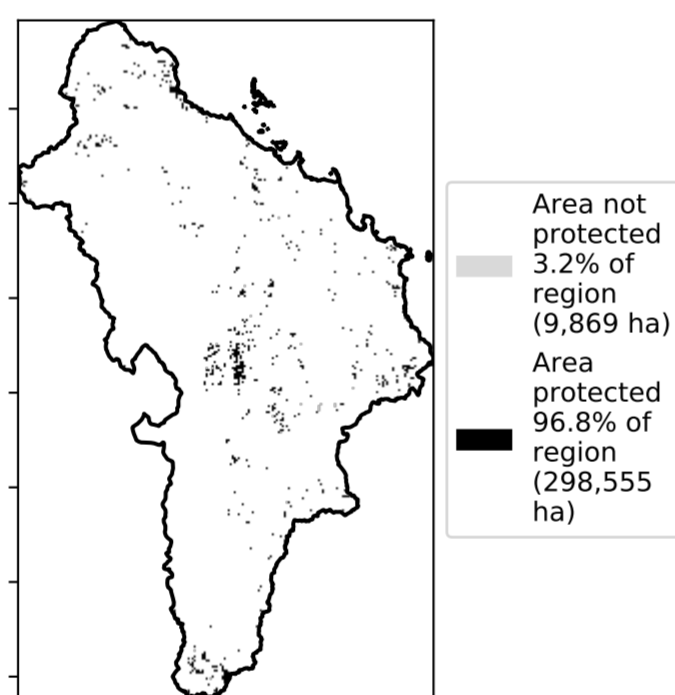 Area not
protected
3.2% of
region
(9,869 ha)
Area
protected
96.8% of
region
(298,555
ha)